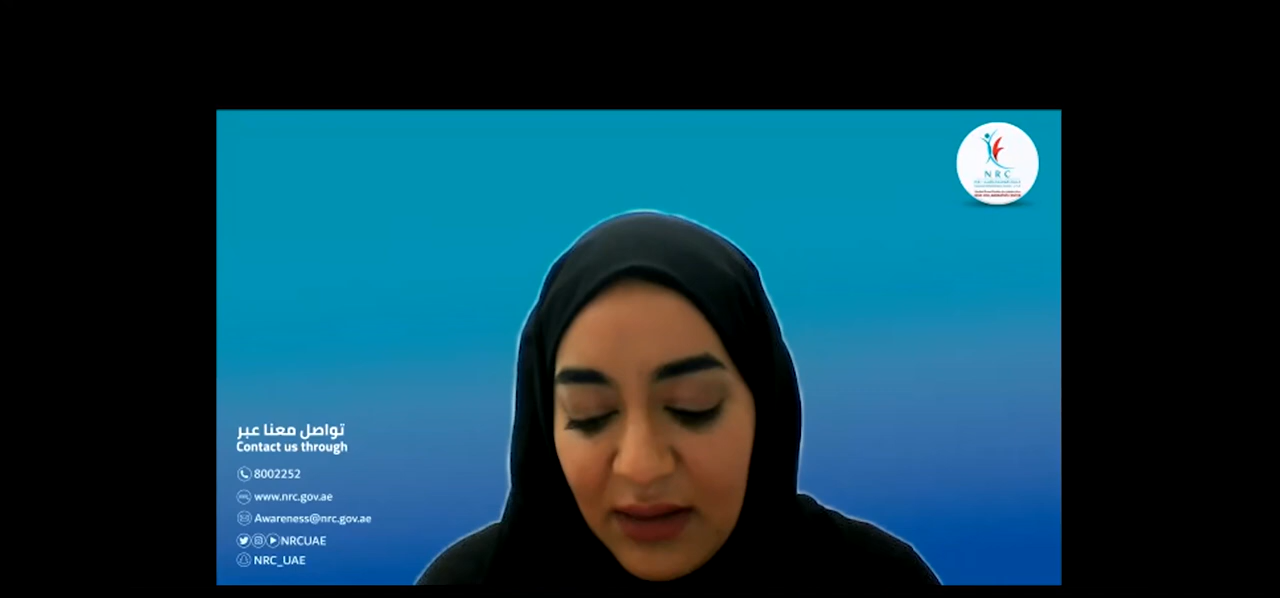 NRC
تواصل معنا عبر
Contact us through
8002252
www.nrc.gov.ae
Awareness@nrc.gov.ae
NRCUAE
NRC_UAE